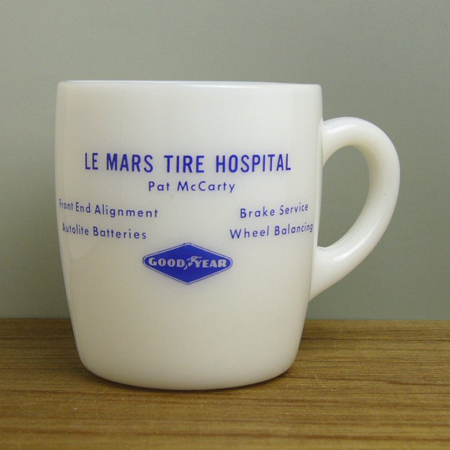 LE MARS TIRE HOSPITAL
Pat McCarty
Front End Alignment
Brake Service
Autolite Batteries
Wheel Balancing
GOODYEAR